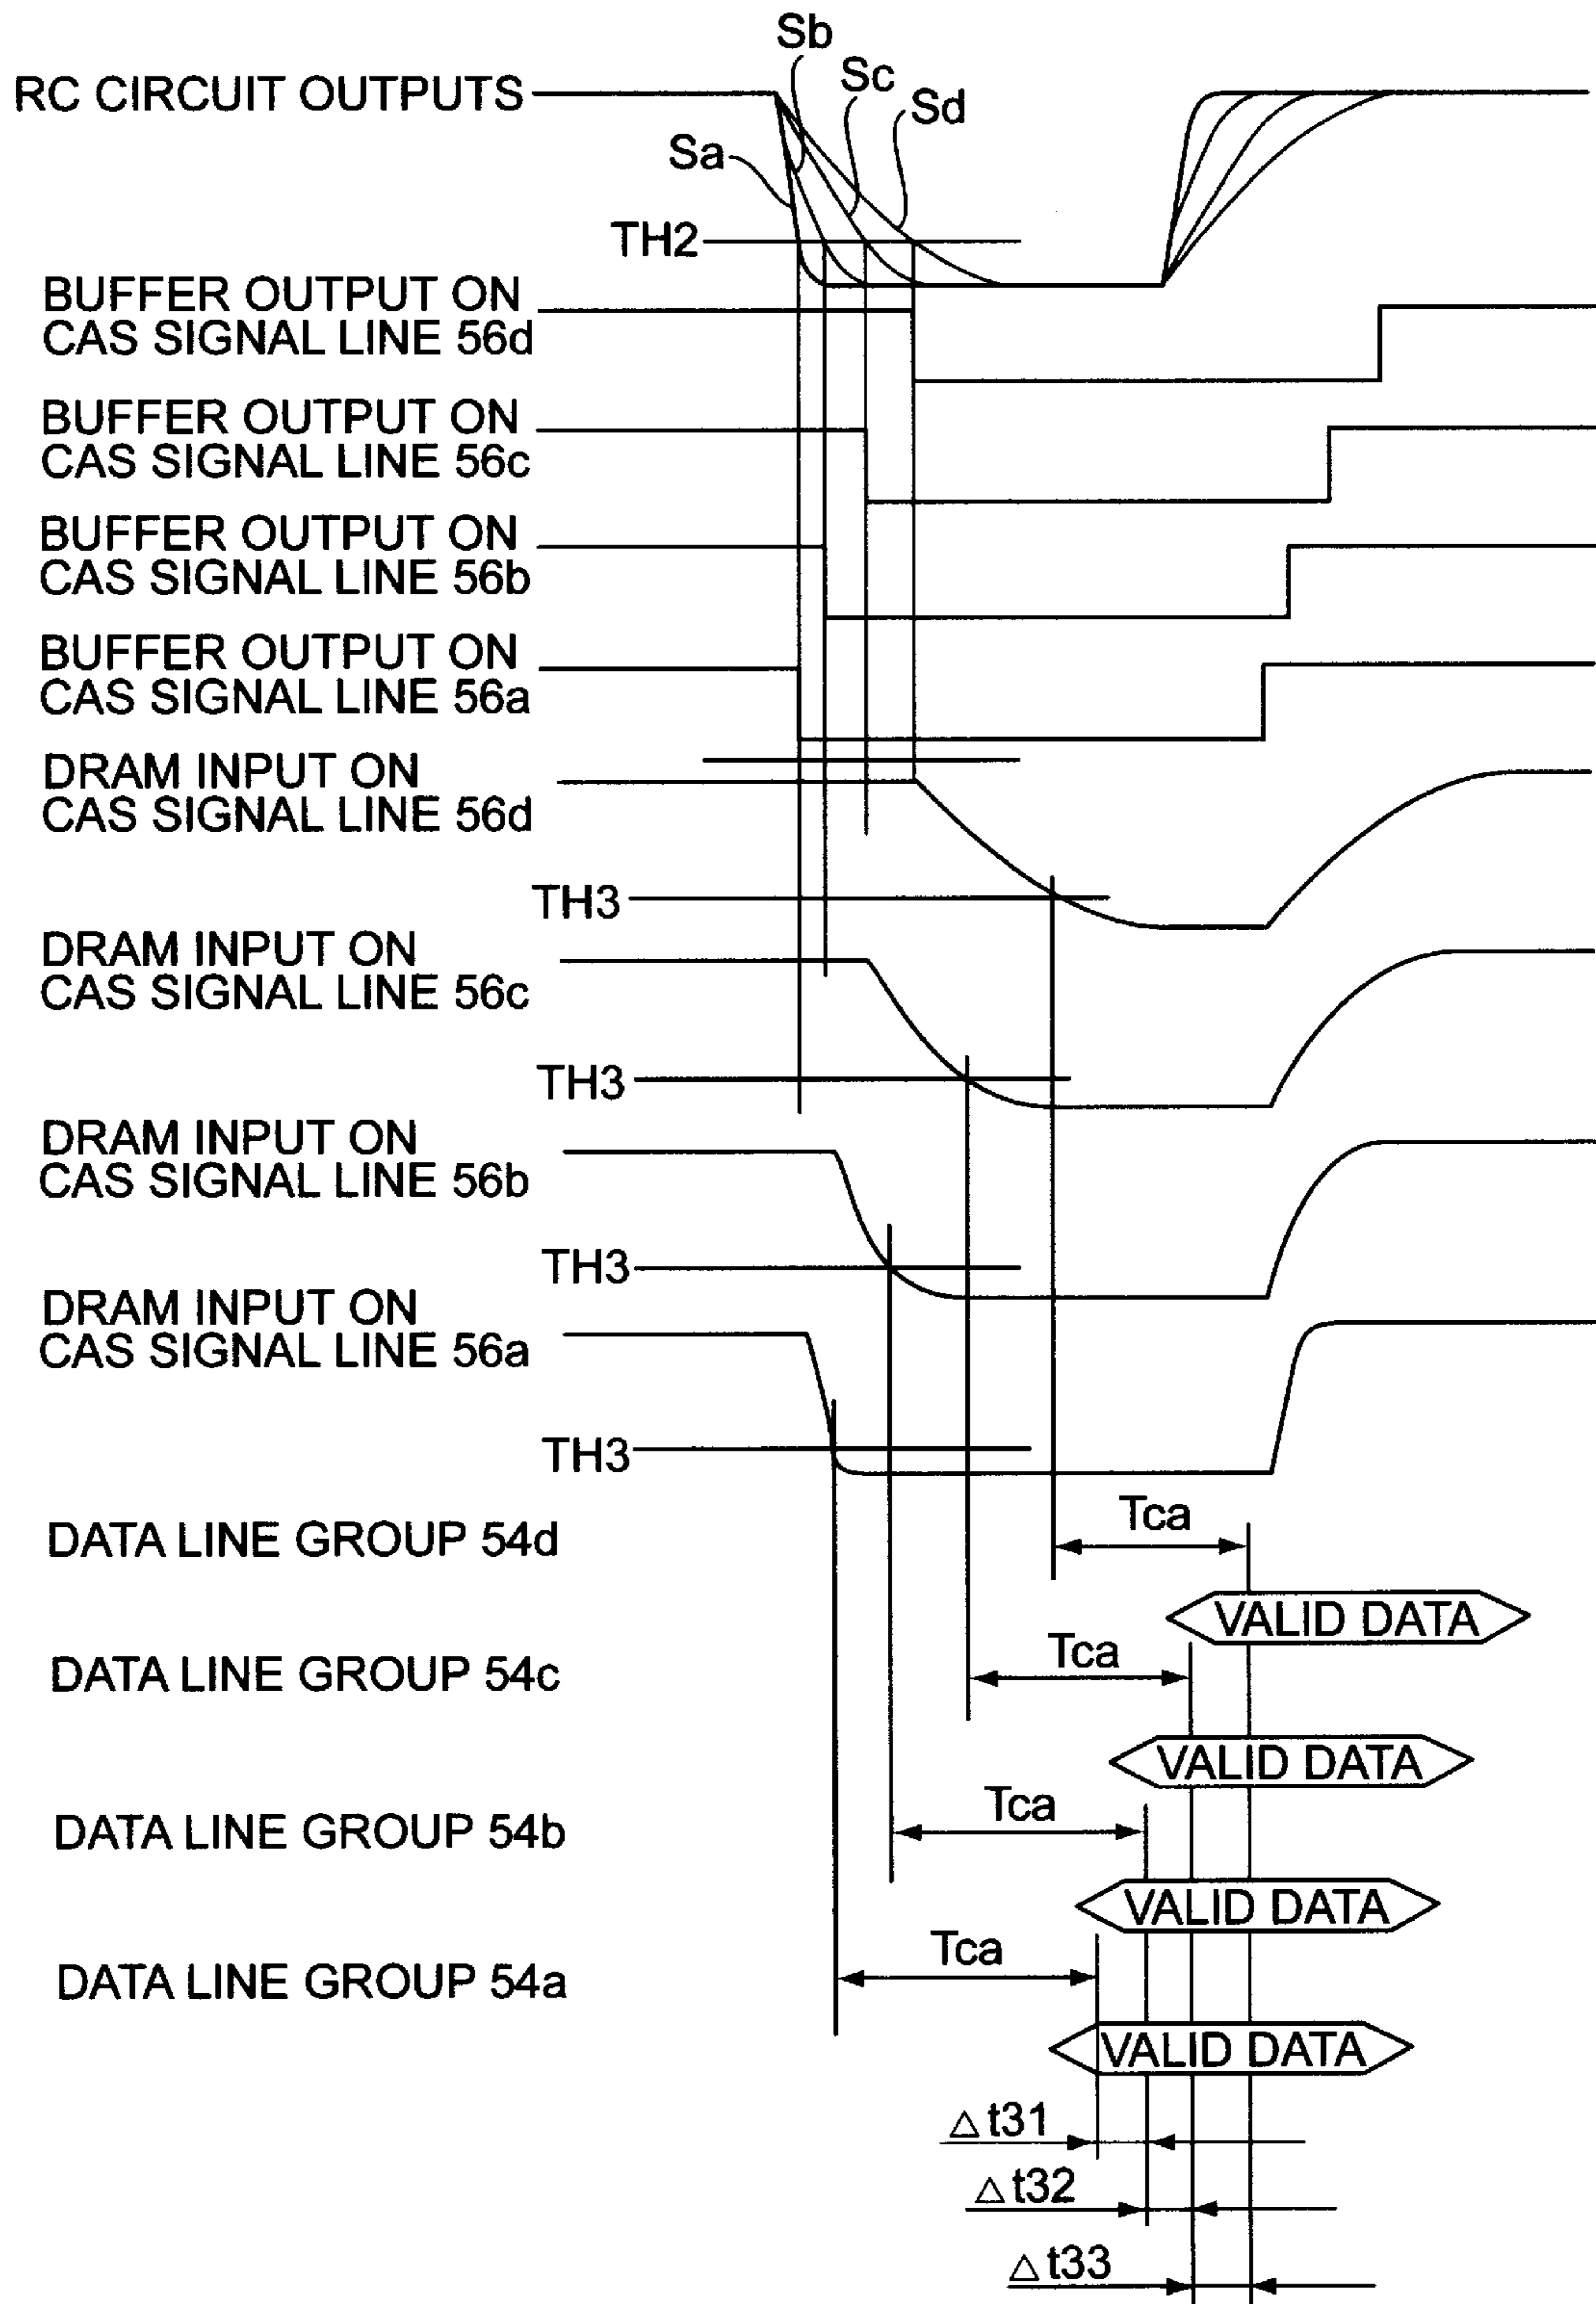 Sb
RC CIRCUIT OUTPUTS
Sc
Sd
Sa
TH2
BUFFER OUTPUT ON
CAS SIGNAL LINE 56d
BUFFER OUTPUT ON
CAS SIGNAL LINE 56c
BUFFER OUTPUT ON
CAS SIGNAL LINE 56b
BUFFER OUTPUT ON
CAS SIGNAL LINE 56a
DRAM INPUT ON
CAS SIGNAL LINE 56d
TH3
DRAM INPUT ON
CAS SIGNAL LINE 56c
TH3
DRAM INPUT ON
CAS SIGNAL LINE 56b
TH3
DRAM INPUT ON
CAS SIGNAL LINE 56a
TH3
Tca
DATA LINE GROUP 54d
VALID DATA
Tca
DATA LINE GROUP 54c
VALID DATA
Tca
DATA LINE GROUP 54b
VALID DATA
Tca
DATA LINE GROUP 54a
VALID DATA
△t31
△t32
△t33